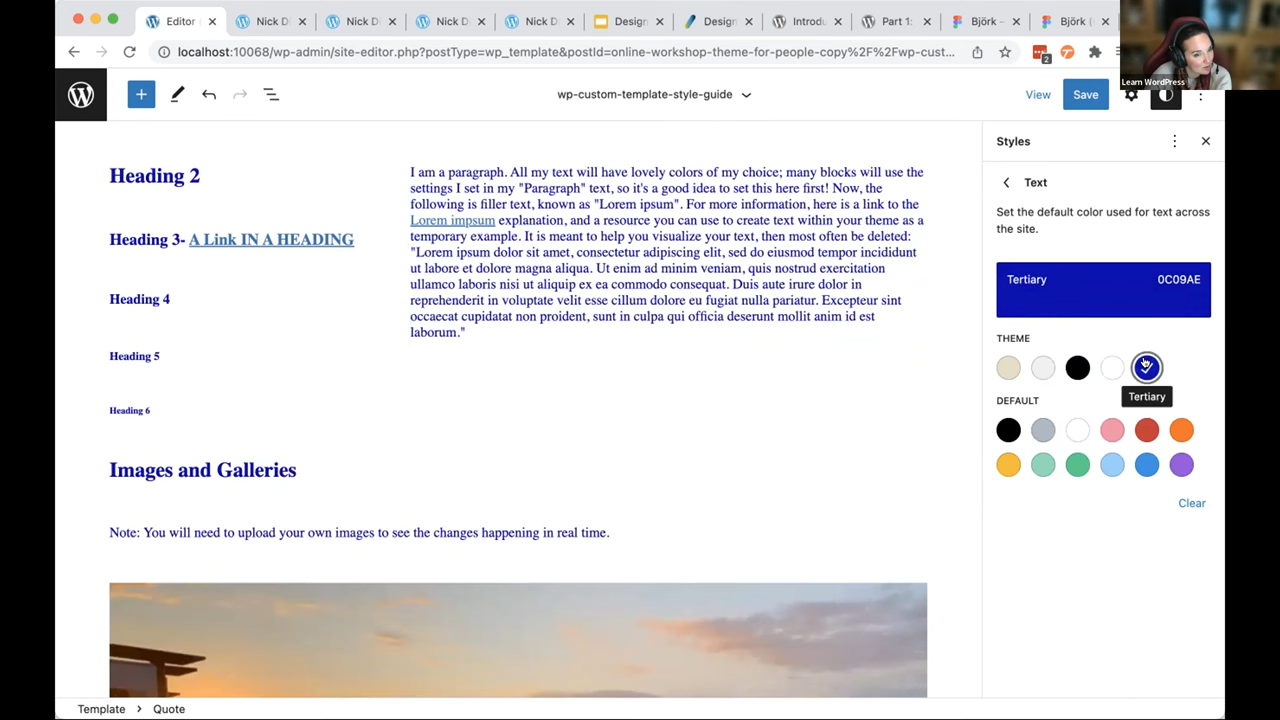 Editor
Nick D
Nick D
Nick D
Nick D
Design
Design
Introdu
Part 1:
Björk –
Björk (
localhost:10068/wp-admin/site-editor.php?postType=wp_template&postId=online-workshop-theme-for-people-copy%2F%2Fwp-cust...
2
Learn WordPress
wp-custom-template-style-guide
View
Save
Heading 2
Heading 3- A Link IN A HEADING
Heading 4
Heading 5
Heading 6
I am a paragraph. All my text will have lovely colors of my choice; many blocks will use the
settings I set in my "Paragraph" text, so it's a good idea to set this here first! Now, the
following is filler text, known as "Lorem ipsum". For more information, here is a link to the
Lorem impsum explanation, and a resource you can use to create text within your theme as a
temporary example. It is meant to help you visualize your text, then most often be deleted:
"Lorem ipsum dolor sit amet, consectetur adipiscing elit, sed do eiusmod tempor incididunt
ut labore et dolore magna aliqua. Ut enim ad minim veniam, quis nostrud exercitation
ullamco laboris nisi ut aliquip ex ea commodo consequat. Duis aute irure dolor in
reprehenderit in voluptate velit esse cillum dolore eu fugiat nulla pariatur. Excepteur sint
occaecat cupidatat non proident, sunt in culpa qui officia deserunt mollit anim id est
laborum."
Images and Galleries
Note: You will need to upload your own images to see the changes happening in real time.
Styles
Text
Set the default color used for text across
the site.
Tertiary 0C09AE
THEME
Tertiary
DEFAULT
Clear
Template
Quote